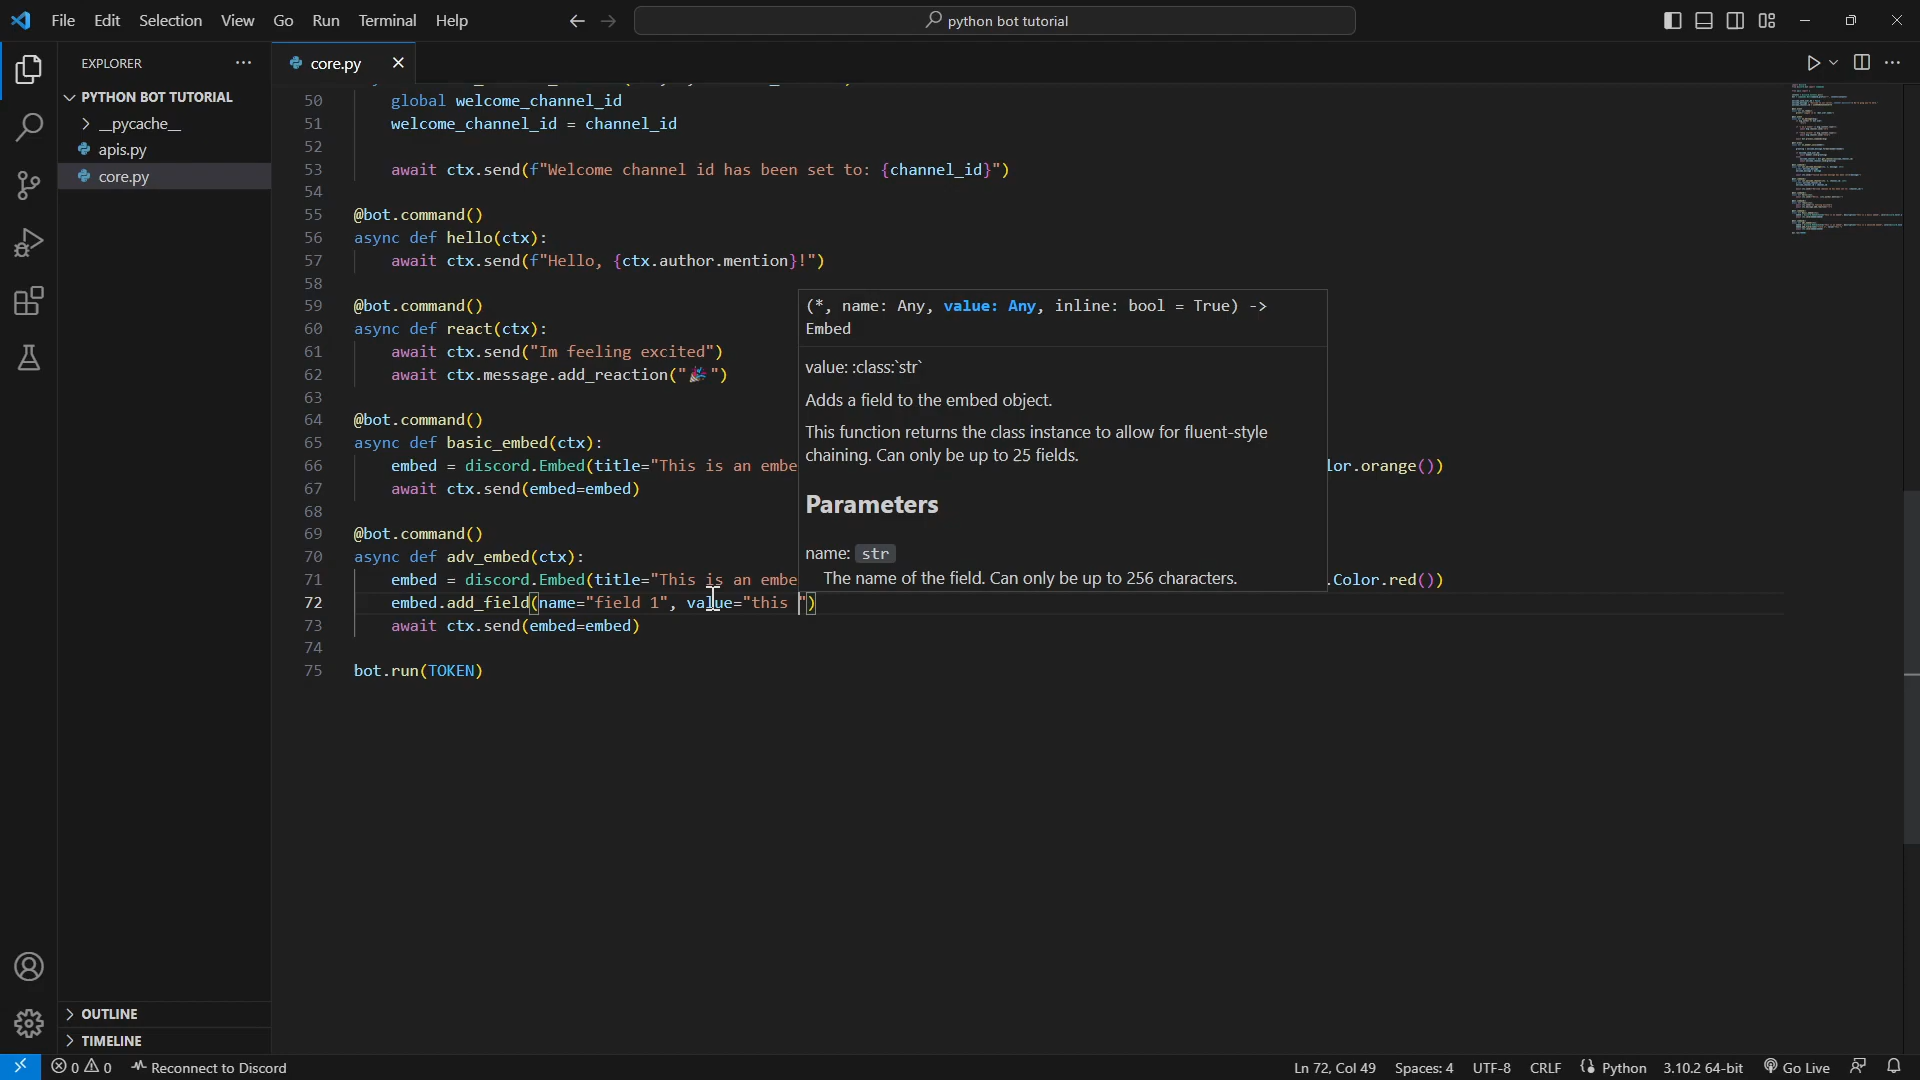 File Edit Selection View Go Run Terminal Help
python bot tutorial
EXPLORER
core.py
PYTHON BOT TUTORIAL
__pycache__
apis.py
core.py
50 global welcome_channel_id
51 welcome_channel_id = channel_id
52
53 await ctx.send(f"Welcome channel id has been set to: {channel_id}")
54
55 @bot.command()
56 async def hello(ctx):
57 await ctx.send(f"Hello, {ctx.author.mention}!")
58
59 @bot.command()
60 async def react(ctx):
61 await ctx.send("Im feeling excited")
62 await ctx.message.add_reaction("🎉")
63
64 @bot.command()
65 async def basic_embed(ctx):
66 embed = discord.Embed(title="This is an embe lor.orange())
67 await ctx.send(embed=embed)
68
69 @bot.command()
70 async def adv_embed(ctx):
71 embed = discord.Embed(title="This is an embe .Color.red())
72 embed.add_field(name="field 1", value="this ")
73 await ctx.send(embed=embed)
74
75 bot.run(TOKEN)
(*, name: Any, value: Any, inline: bool = True) ->
Embed
value: :class:`str`
Adds a field to the embed object.
This function returns the class instance to allow for fluent-style
chaining. Can only be up to 25 fields.
Parameters
name: str
The name of the field. Can only be up to 256 characters.
OUTLINE
TIMELINE
0 0 Reconnect to Discord
Ln 72, Col 49 Spaces: 4 UTF-8 CRLF Python 3.10.2 64-bit Go Live